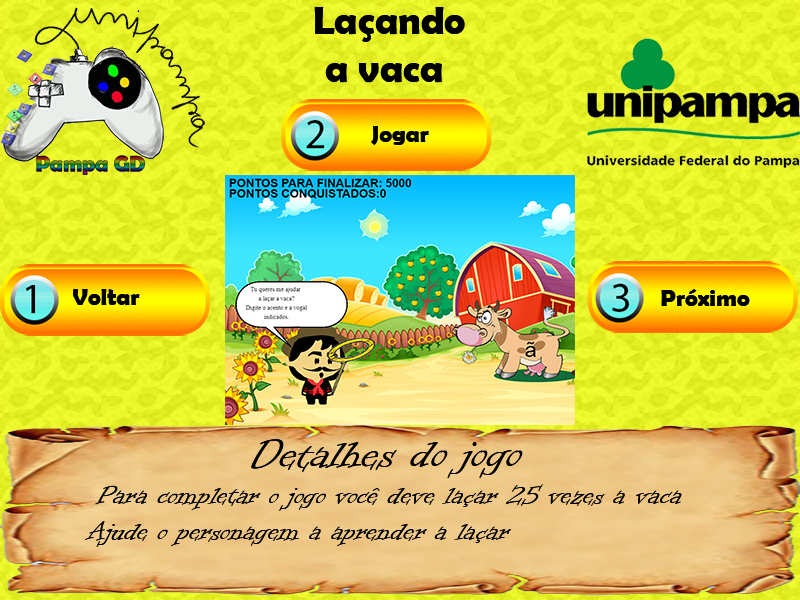 unipampa
Pampa GD
Laçando
a vaca
2
Jogar
unipampa
Universidade Federal do Pampa
PONTOS PARA FINALIZAR: 5000
PONTOS CONQUISTADOS:0
Tu queres me ajudar
a laçar a vaca?
Digite o acento e a vogal
indicados.
ã
1
Voltar
3
Próximo
Detalhes do jogo
Para completar o jogo você deve laçar 25 vezes a vaca
Ajude o personagem a aprender a laçar